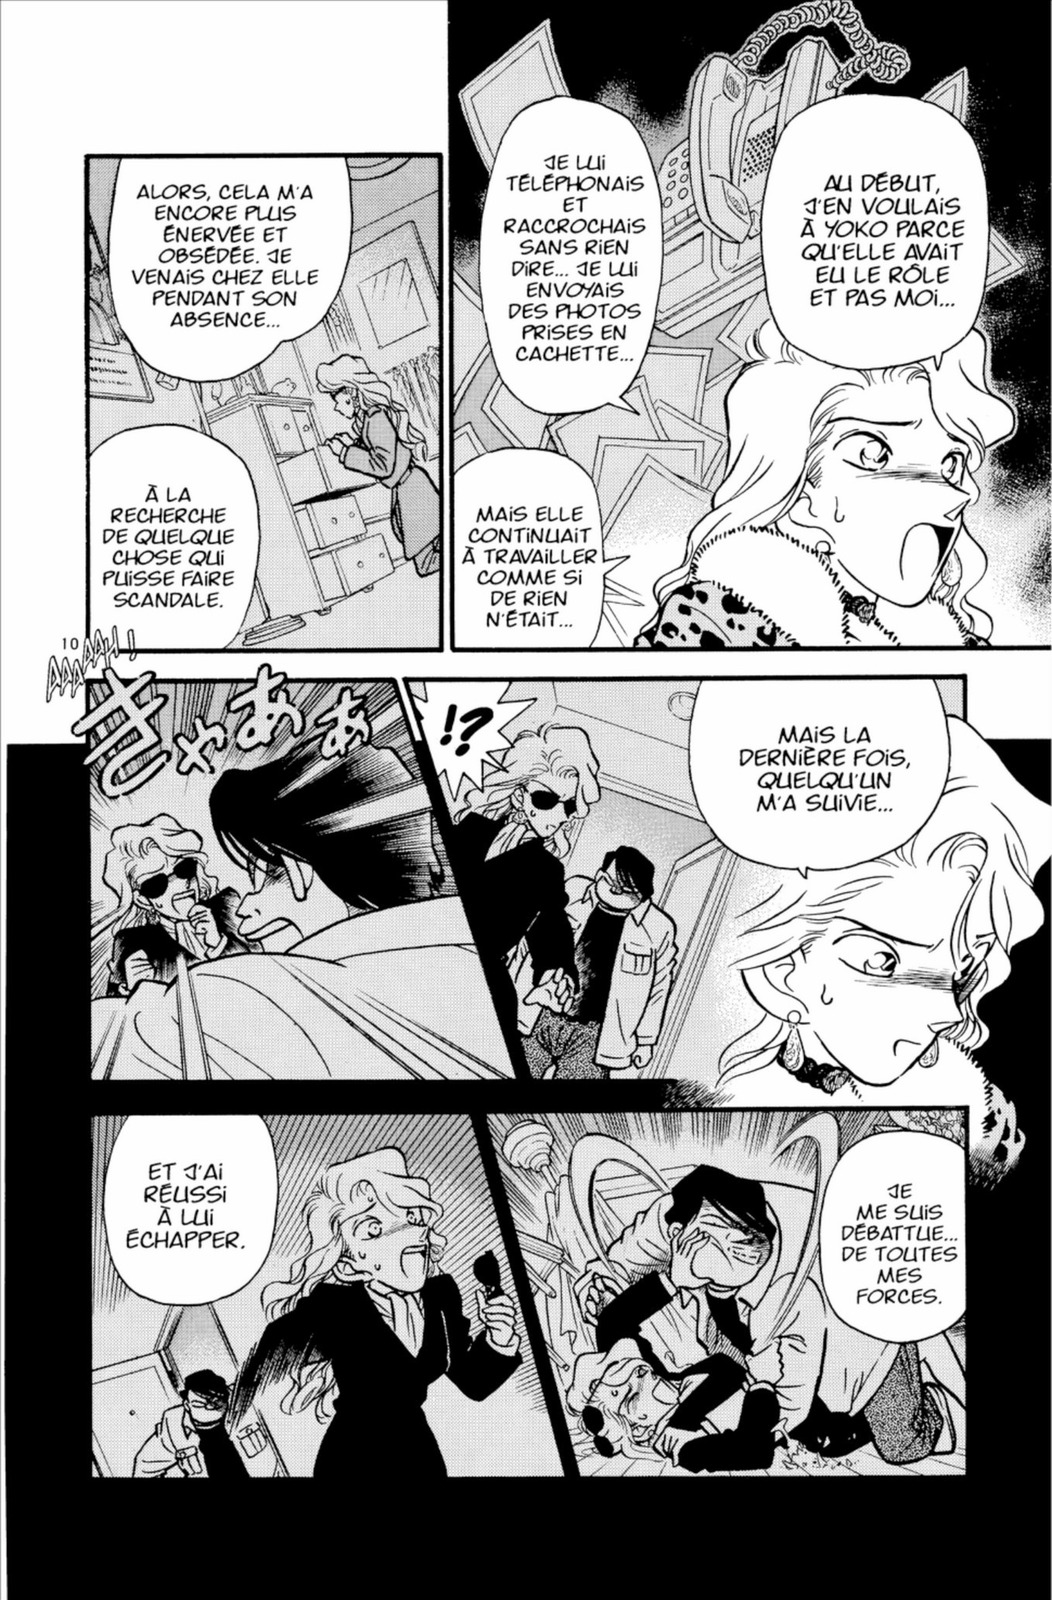 AU DÉBUT,
J'EN VOULAIS
À YOKO PARCE
QU'ELLE AVAIT
EU LE RÔLE
ET PAS MOI...
JE LUI
TÉLÉPHONAIS
ET
RACCROCHAIS
SANS RIEN
DIRE... JE LUI
ENVOYAIS
DES PHOTOS
PRISES EN
CACHETTE...
MAIS ELLE
CONTINUAIT
À TRAVAILLER
COMME SI
DE RIEN
N'ÉTAIT...
ALORS, CELA M'A
ENCORE PLUS
ÉNERVÉE ET
OBSÉDÉE. JE
VENAIS CHEZ ELLE
PENDANT SON
ABSENCE...
À LA
RECHERCHE
DE QUELQUE
CHOSE QUI
PUISSE FAIRE
SCANDALE.
10
MAIS LA
DERNIÈRE FOIS,
QUELQU'UN
M'A SUIVIE...
!?
AAAAAH!
きゃああ
JE
ME SUIS
DÉBATTUE...
DE TOUTES
MES
FORCES.
ET J'AI
RÉUSSI
À LUI
ÉCHAPPER.